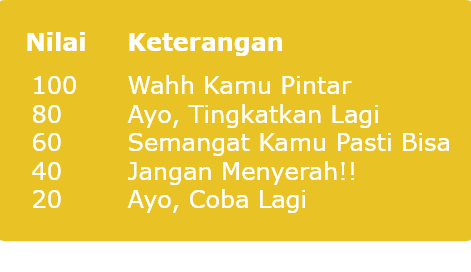 Nilai Keterangan
100 Wahh Kamu Pintar
80 Ayo, Tingkatkan Lagi
60 Semangat Kamu Pasti Bisa
40 Jangan Menyerah!!
20 Ayo, Coba Lagi